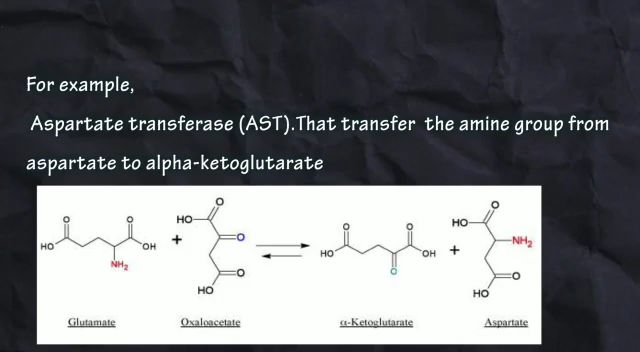 For example,
Aspartate transferase (AST).That transfer the amine group from
aspartate to alpha-ketoglutarate
O O HO OH NH₂
+
HO O O O HO
O O HO OH O
+
HO O NH₂ O HO
Glutamate Oxaloacetate α-Ketoglutarate Aspartate